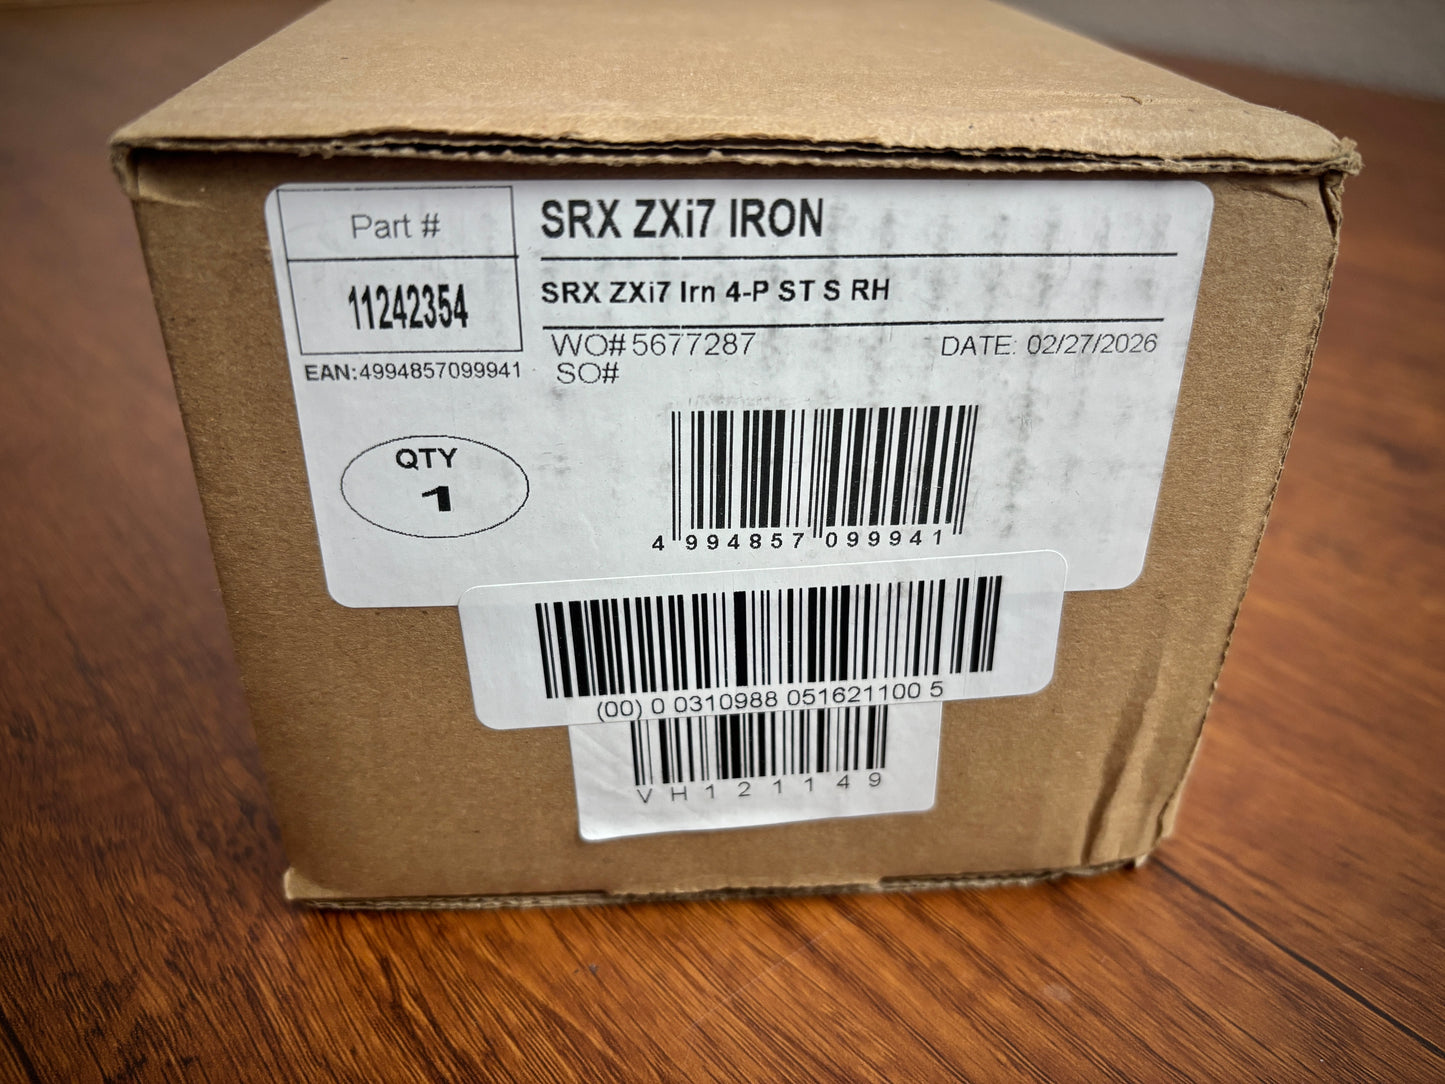 Part #
11242354
EAN:4994857099941
QTY
1
SRX ZXi7 IRON
SRX ZXi7 Irn 4-P ST S RH
WO#5677287
DATE: 02/27/2026
SO#
4 994857 099941
(00) 0 0310988 051621100 5
VH121149